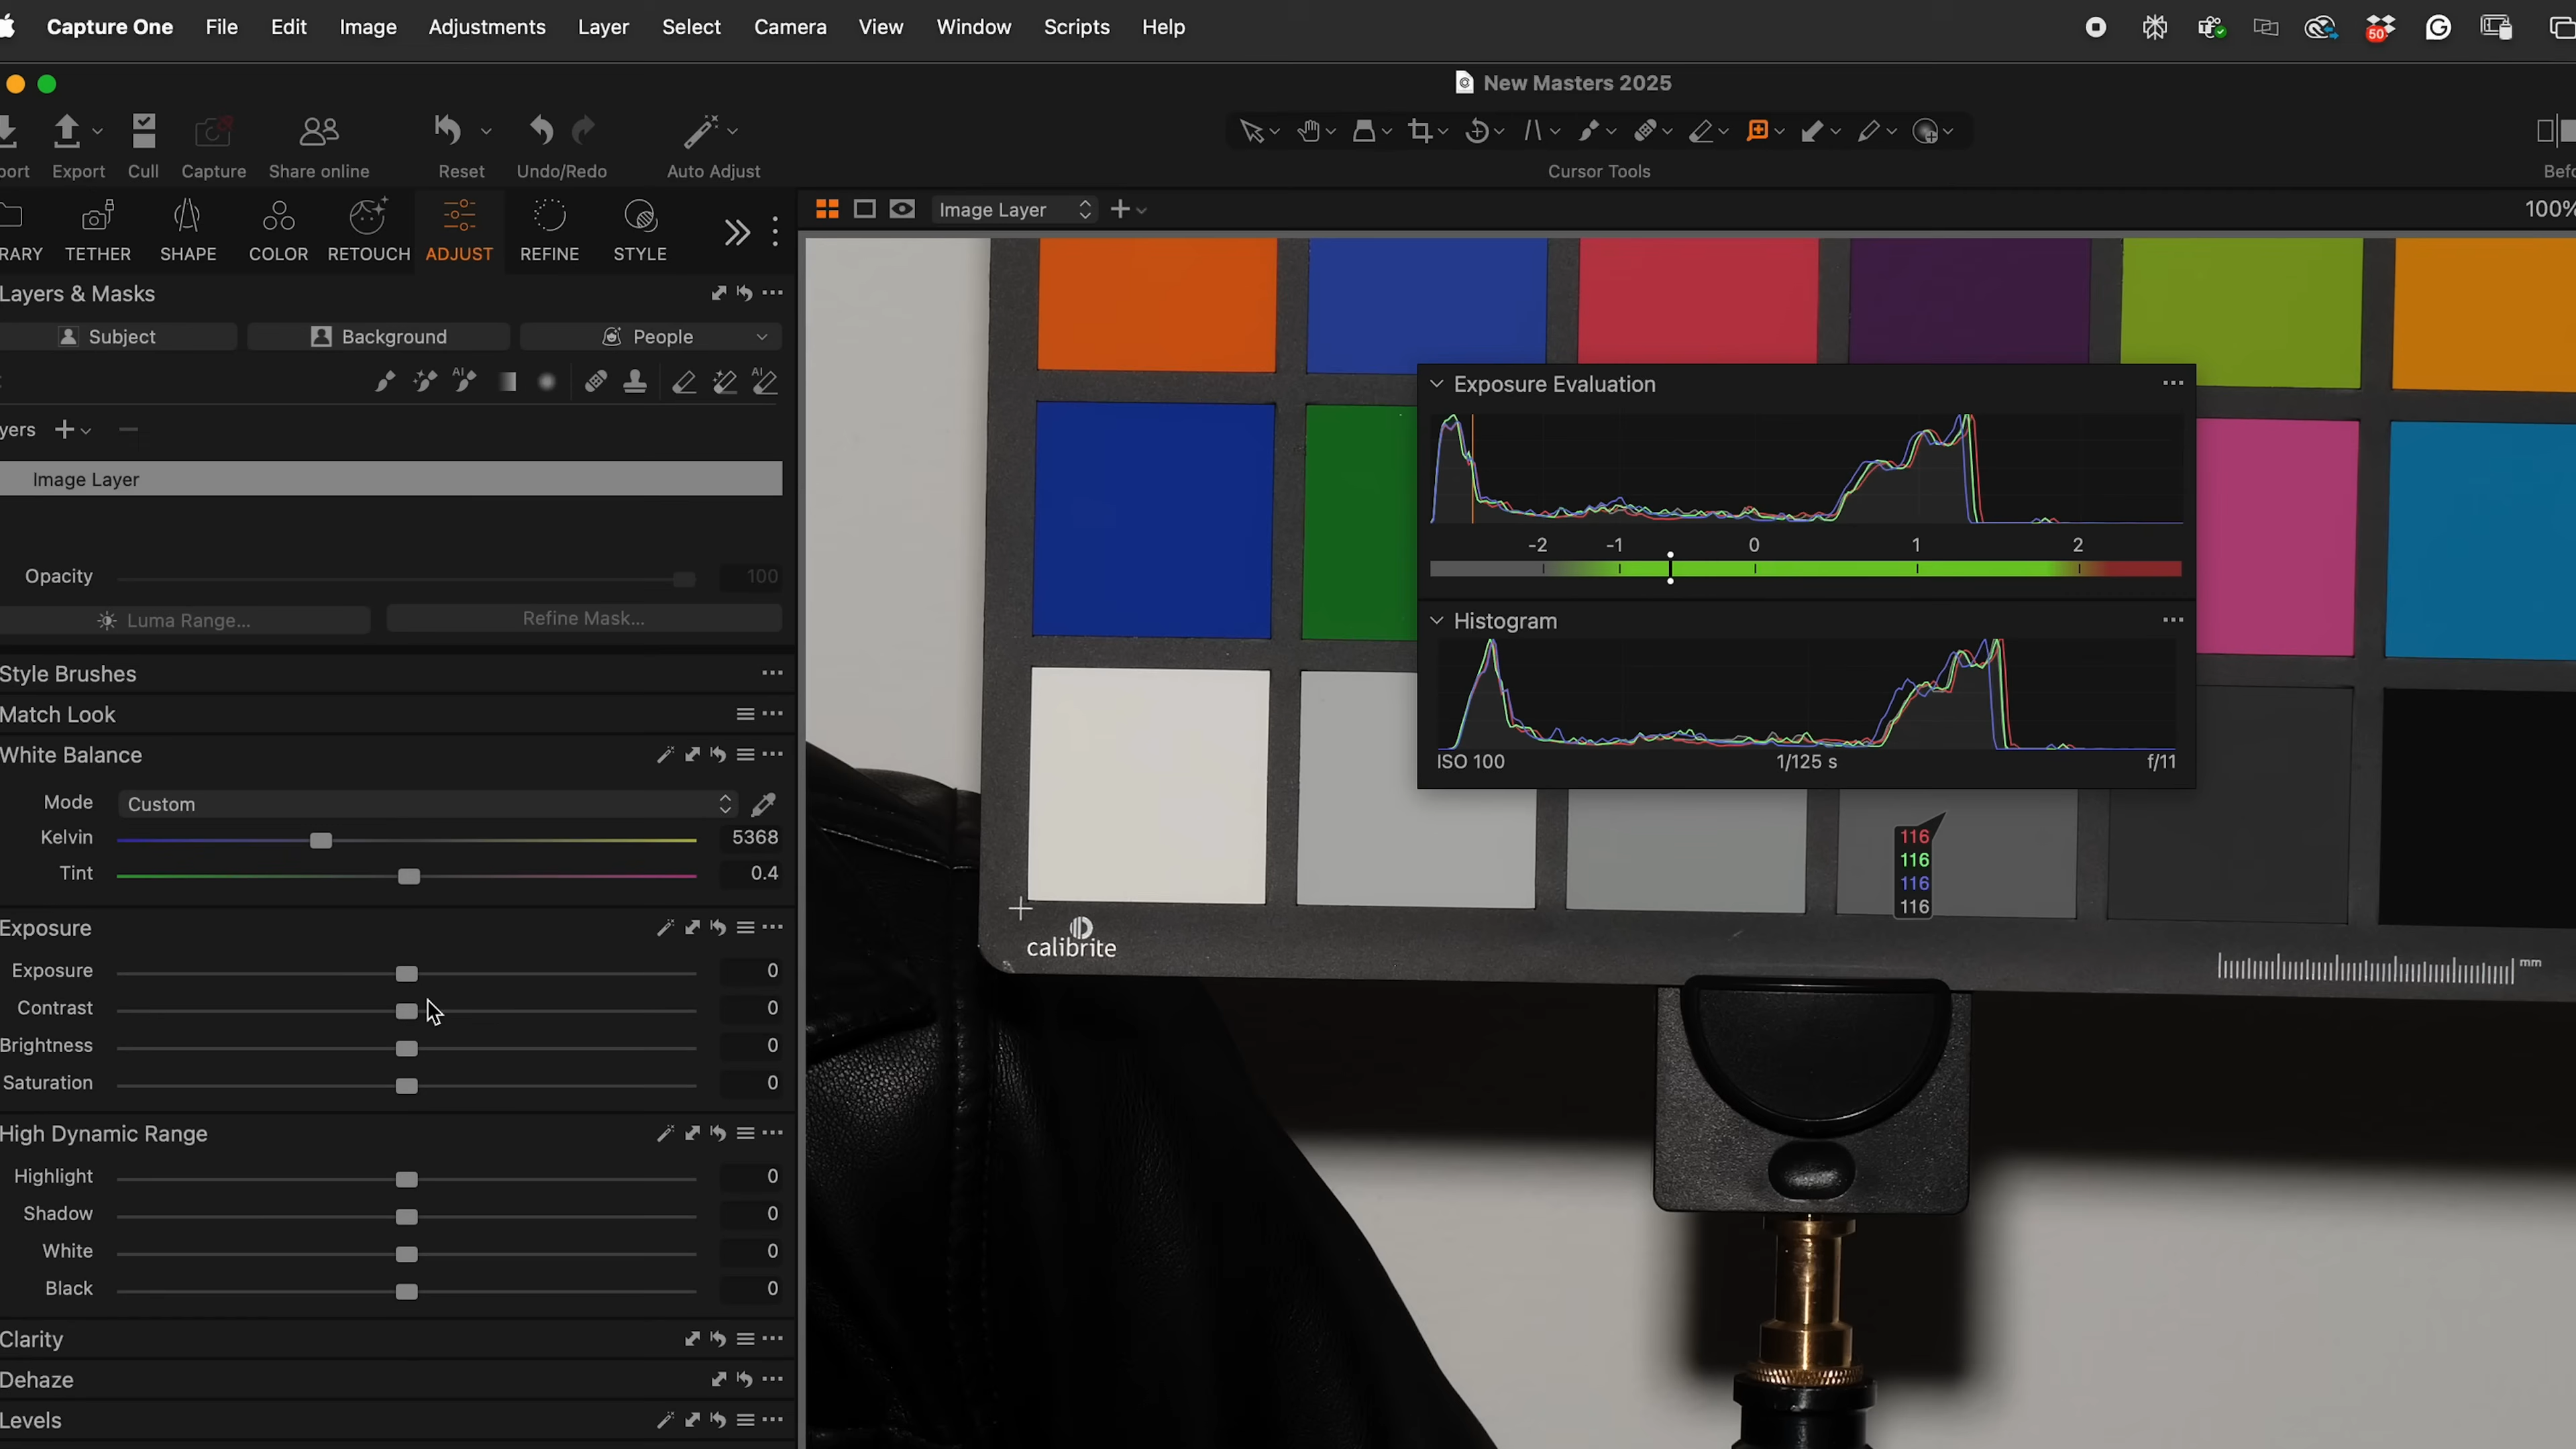 Capture One File Edit Image Adjustments Layer Select Camera View Window Scripts Help
50
New Masters 2025
port Export Cull Capture Share online Reset Undo/Redo Auto Adjust Cursor Tools Befo
RARY TETHER SHAPE COLOR RETOUCH ADJUST REFINE STYLE
Image Layer
100%
Layers & Masks
Subject Background People
AI AI
yers
Image Layer
Opacity 100
Luma Range... Refine Mask...
Style Brushes
Match Look
White Balance
Mode Custom
Kelvin 5368
Tint 0.4
Exposure
Exposure 0
Contrast 0
Brightness 0
Saturation 0
High Dynamic Range
Highlight 0
Shadow 0
White 0
Black 0
Clarity
Dehaze
Levels
Exposure Evaluation
-2 -1 0 1 2
Histogram
ISO 100 1/125 s f/11
116
116
116
116
calibrite
mm